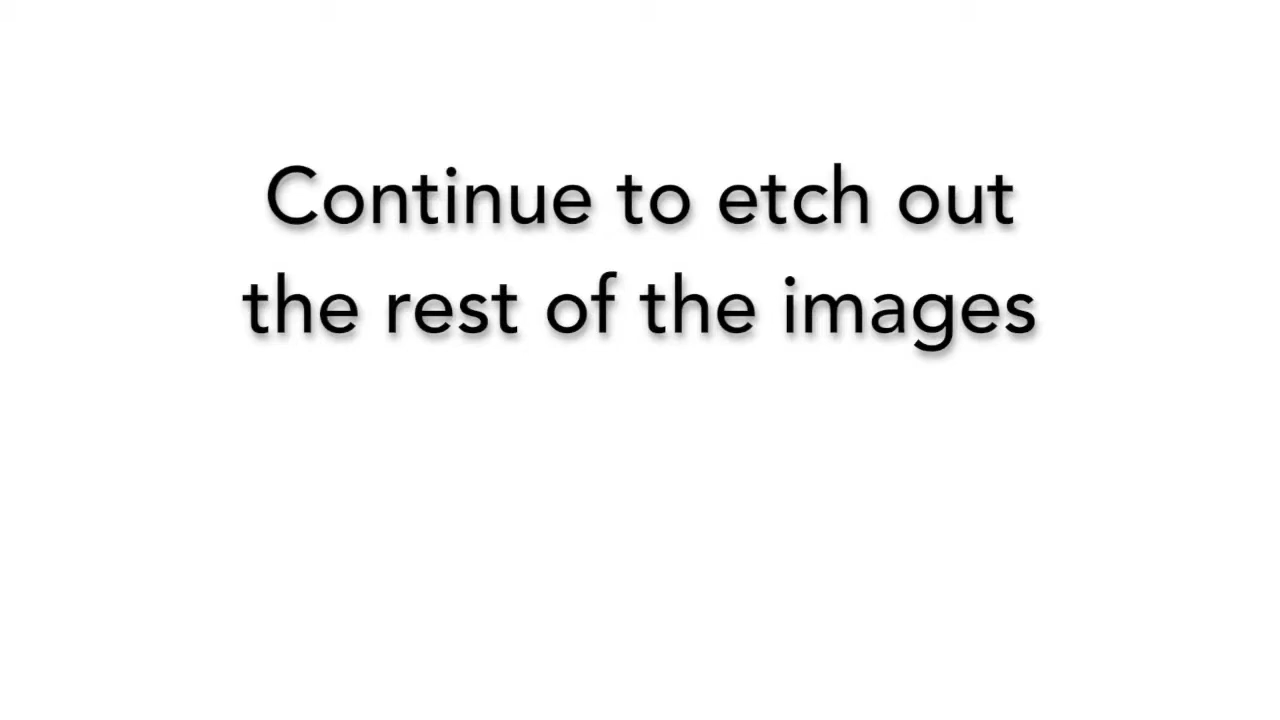 Continue to etch out
the rest of the images